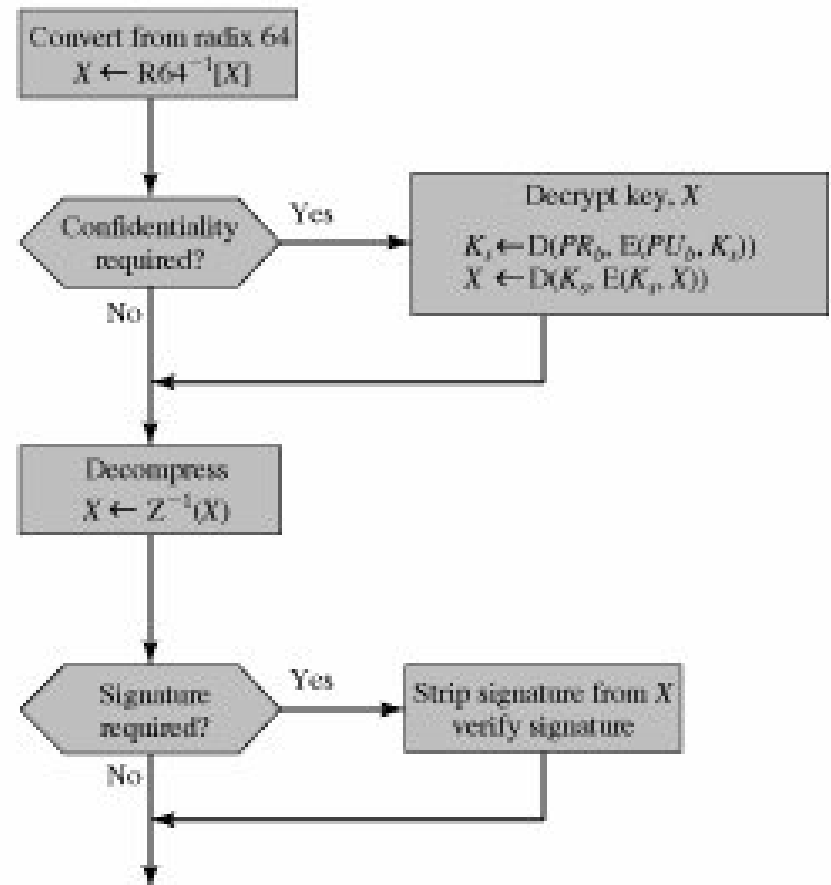 Convert from radix 64
X ← R64⁻¹[X]
Confidentiality
required?
Yes
No
Decrypt key, X
Kₛ ← D(PR_b, E(PU_b, Kₛ))
X ← D(Kₛ, E(Kₛ, X))
Decompress
X ← Z⁻¹(X)
Signature
required?
Yes
No
Strip signature from X
verify signature